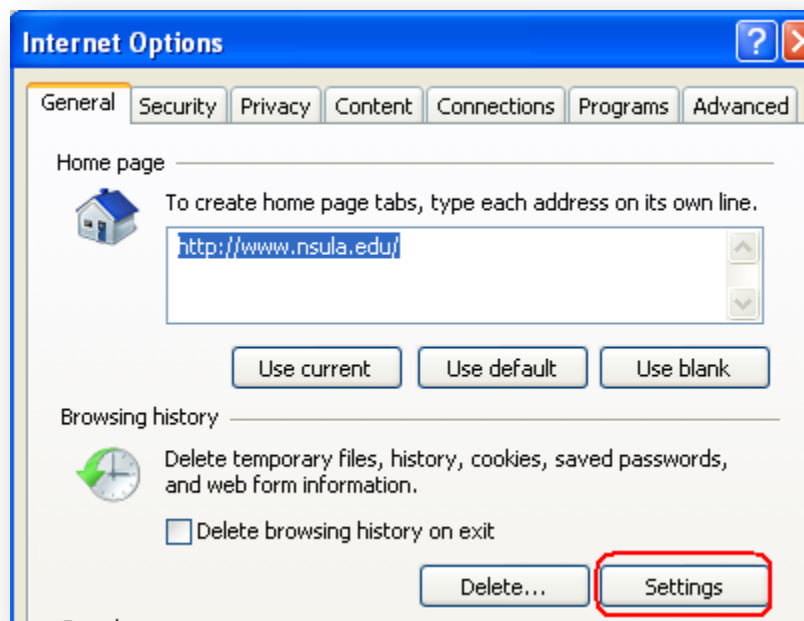 Internet Options
General Security Privacy Content Connections Programs Advanced
Home page
To create home page tabs, type each address on its own line.
http://www.nsula.edu/
Use current Use default Use blank
Browsing history
Delete temporary files, history, cookies, saved passwords,
and web form information.
Delete browsing history on exit
Delete... Settings